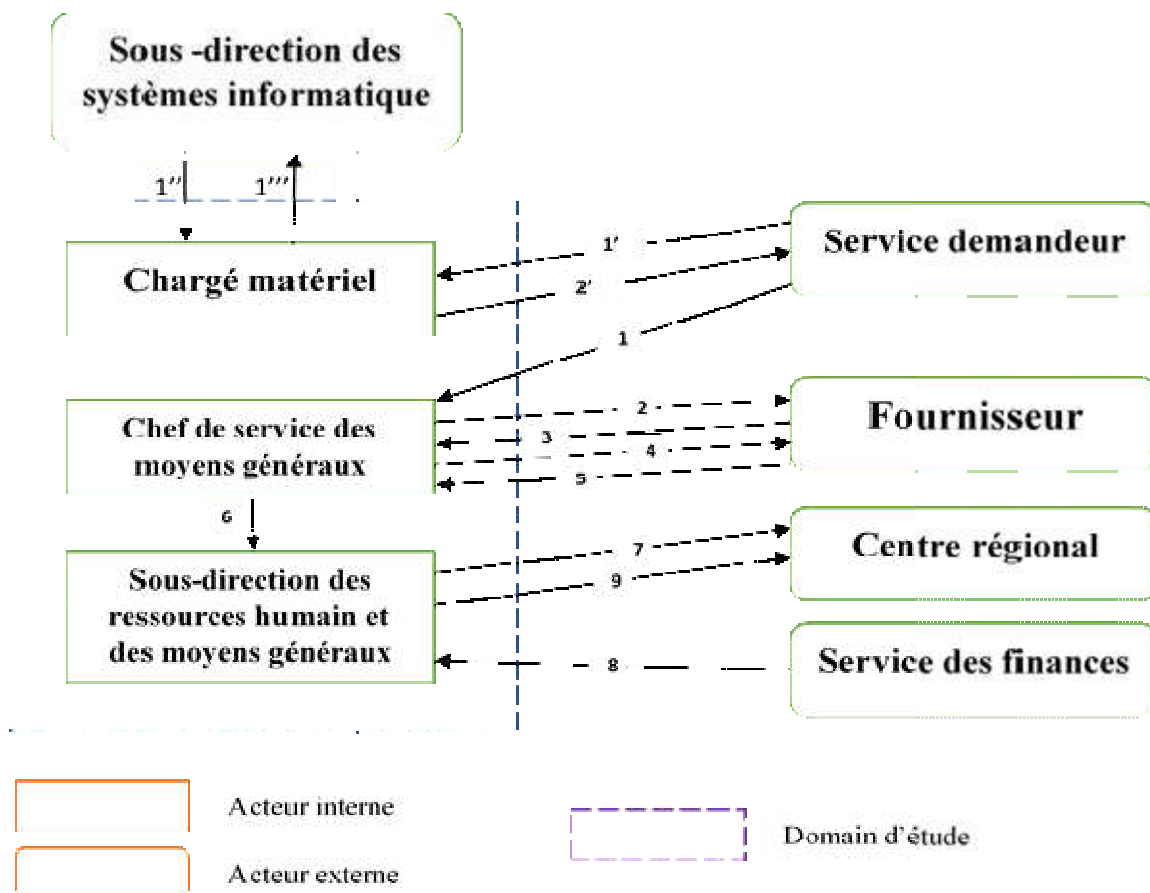 Sous -direction des
systèmes informatique
1''
1'''
Chargé matériel
1'
2'
Service demandeur
1
Chef de service des
moyens généraux
2
3
4
5
Fournisseur
6
Sous-direction des
ressources humain et
des moyens généraux
7
9
Centre régional
8
Service des finances
Acteur interne
Acteur externe
Domain d'étude